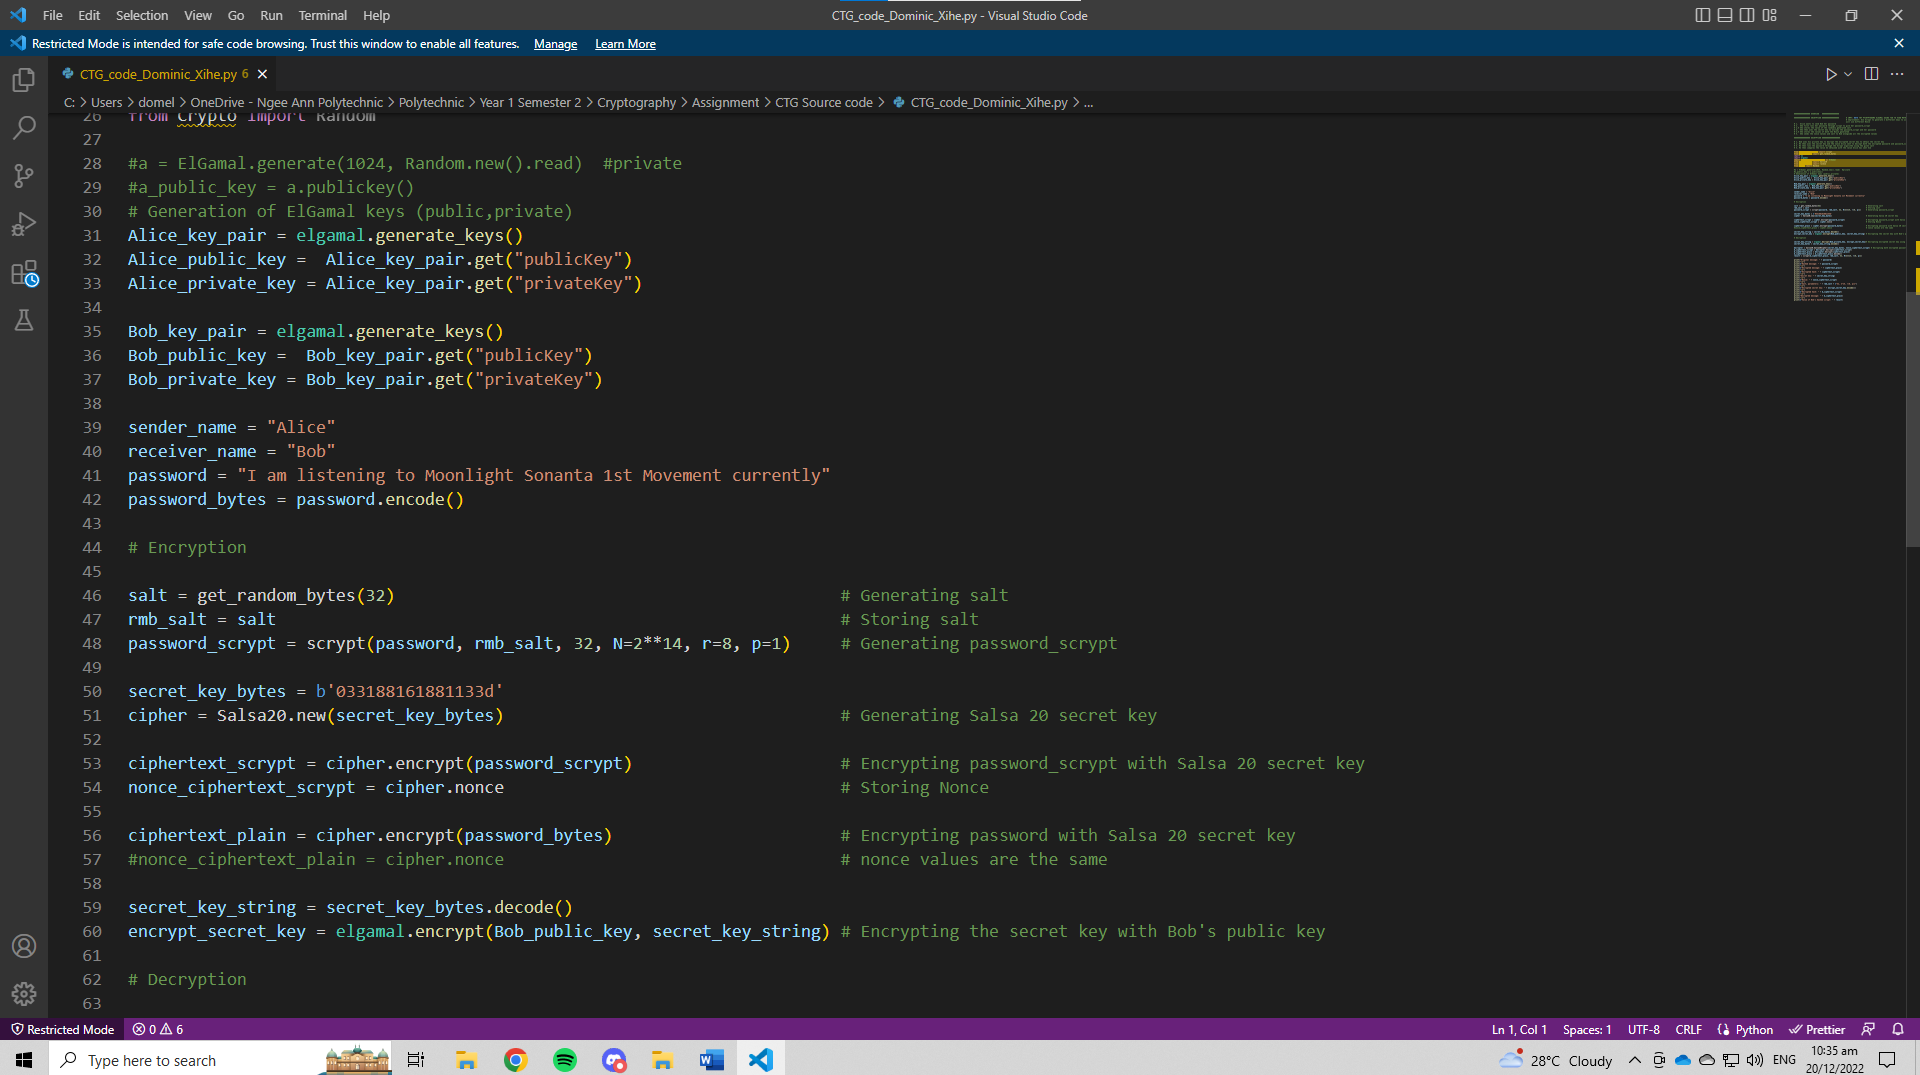 File Edit Selection View Go Run Terminal Help
CTG_code_Dominic_Xihe.py - Visual Studio Code
Restricted Mode is intended for safe code browsing. Trust this window to enable all features. Manage Learn More
CTG_code_Dominic_Xihe.py 6
C: > Users > domel > OneDrive - Ngee Ann Polytechnic > Polytechnic > Year 1 Semester 2 > Cryptography > Assignment > CTG Source code > CTG_code_Dominic_Xihe.py > ...
26 from Crypto import Random
27
28 #a = ElGamal.generate(1024, Random.new().read)  #private
29 #a_public_key = a.publickey()
30 # Generation of ElGamal keys (public,private)
31 Alice_key_pair = elgamal.generate_keys()
32 Alice_public_key =  Alice_key_pair.get("publicKey")
33 Alice_private_key = Alice_key_pair.get("privateKey")
34
35 Bob_key_pair = elgamal.generate_keys()
36 Bob_public_key =  Bob_key_pair.get("publicKey")
37 Bob_private_key = Bob_key_pair.get("privateKey")
38
39 sender_name = "Alice"
40 receiver_name = "Bob"
41 password = "I am listening to Moonlight Sonanta 1st Movement currently"
42 password_bytes = password.encode()
43
44 # Encryption
45
46 salt = get_random_bytes(32) # Generating salt
47 rmb_salt = salt # Storing salt
48 password_scrypt = scrypt(password, rmb_salt, 32, N=2**14, r=8, p=1) # Generating password_scrypt
49
50 secret_key_bytes = b'033188161881133d'
51 cipher = Salsa20.new(secret_key_bytes) # Generating Salsa 20 secret key
52
53 ciphertext_scrypt = cipher.encrypt(password_scrypt) # Encrypting password_scrypt with Salsa 20 secret key
54 nonce_ciphertext_scrypt = cipher.nonce # Storing Nonce
55
56 ciphertext_plain = cipher.encrypt(password_bytes) # Encrypting password with Salsa 20 secret key
57 #nonce_ciphertext_plain = cipher.nonce # nonce values are the same
58
59 secret_key_string = secret_key_bytes.decode()
60 encrypt_secret_key = elgamal.encrypt(Bob_public_key, secret_key_string) # Encrypting the secret key with Bob's public key
61
62 # Decryption
63
Restricted Mode 0 6 Ln 1, Col 1 Spaces: 1 UTF-8 CRLF Python Prettier
Type here to search
28°C Cloudy ENG 10:35 am
20/12/2022